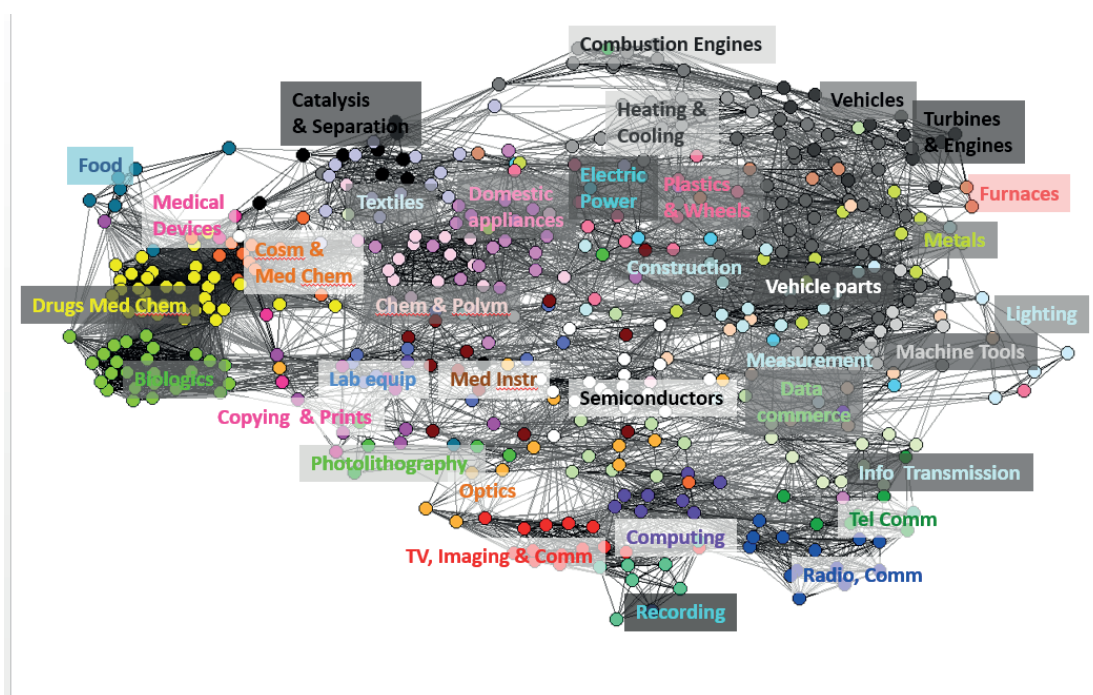 Combustion Engines
Catalysis
& Separation
Heating &
Cooling
Vehicles
Turbines
& Engines
Food
Medical
Devices
Textiles
Domestic
appliances
Electric
Power
Plastics
& Wheels
Furnaces
Metals
Cosm &
Med Chem
Construction
Vehicle parts
Drugs Med Chem
Chem & Polym
Lighting
Biologics
Lab equip
Med Instr
Measurement
Machine Tools
Semiconductors
Data
commerce
Copying & Prints
Photolithography
Optics
Info Transmission
Tel Comm
TV, Imaging & Comm
Computing
Radio, Comm
Recording